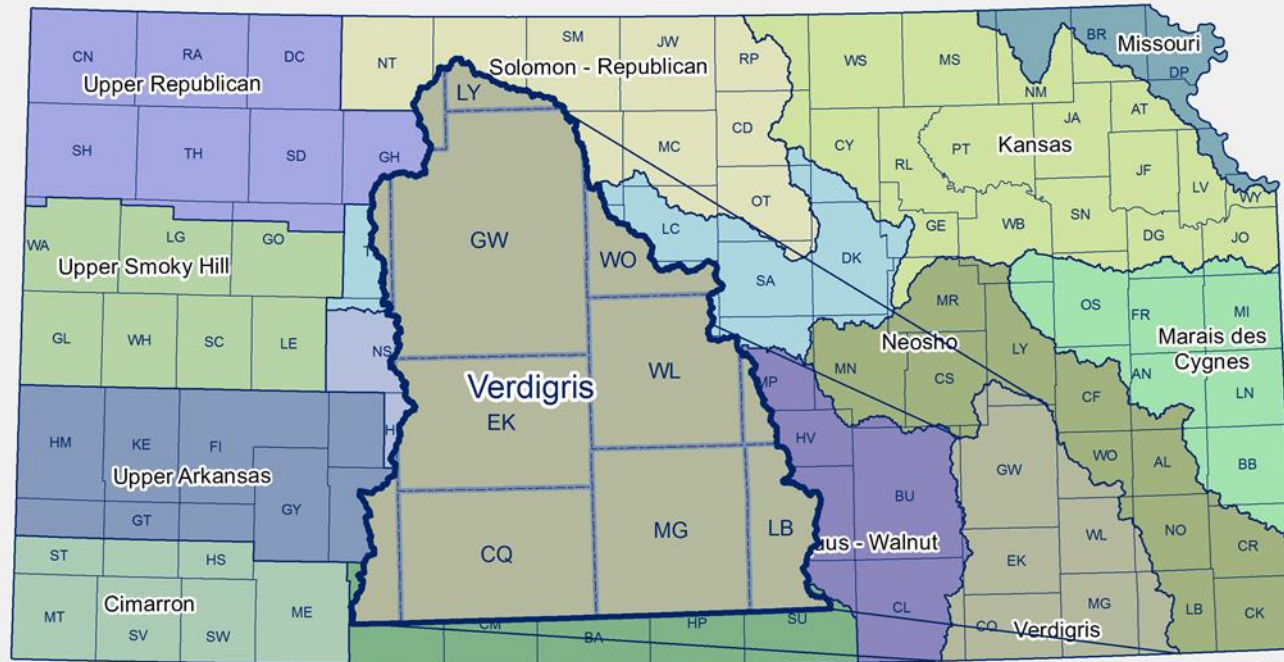 CN RA DC NT SM JW RP WS MS BR Missouri
Upper Republican Solomon - Republican DP
LY NM AT
SH TH SD GH MC CD CY RL PT Kansas JA
JF LV WY
OT
WA LG GO GW WO LC DK GE WB SN DG JO
Upper Smoky Hill SA
MR OS FR MI
GL WH SC LE NS WL Neosho LY Marais des
Cygnes
Verdigris MP MN CS CF AN LN
EK
HM KE FI H HV GW WO AL BB
Upper Arkansas GY BU
GT CQ MG LB WL NO
ST HS us - Walnut EK CR
Cimarron
MT SV SW ME CM BA HP SU CL CQ MG LB CK
Verdigris